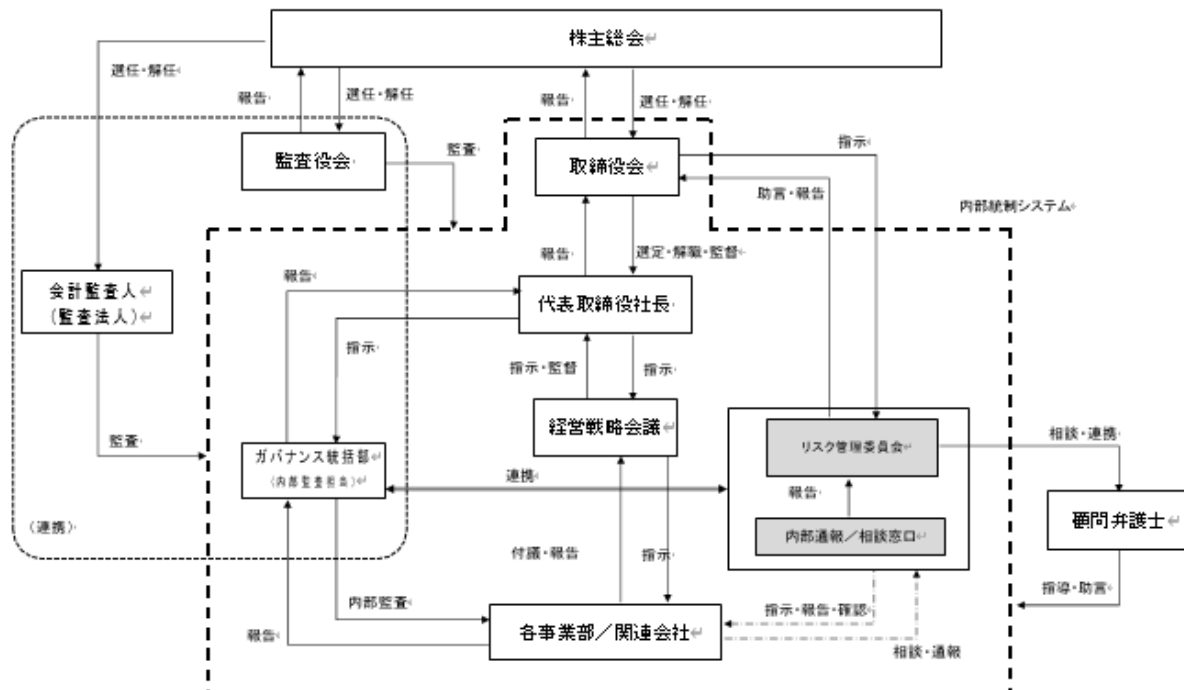 株主総会
選任・解任
報告
選任・解任
報告
選任・解任
監査役会
監査
取締役会
指示
助言・報告
内部統制システム
報告
選定・解職・監督
報告
会計監査人
(監査法人)
代表取締役社長
指示
指示・監督
指示
経営戦略会議
リスク管理委員会
相談・連携
監査
ガバナンス統括部
(内部監査担当)
連携
報告
(連携)
内部通報/相談窓口
顧問弁護士
付議・報告
指示
指導・助言
内部監査
指示・報告・確認
報告
各事業部/関連会社
相談・通報